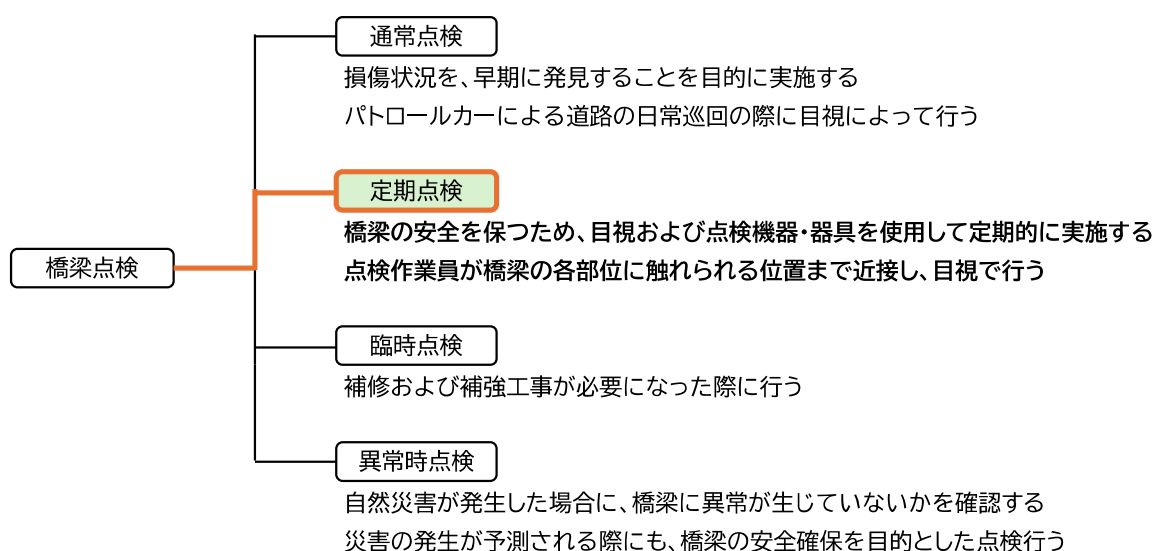 通常点検
損傷状況を、早期に発見することを目的に実施する
パトロールカーによる道路の日常巡回の際に目視によって行う
定期点検
橋梁の安全を保つため、目視および点検機器・器具を使用して定期的に実施する
橋梁点検
点検作業員が橋梁の各部位に触れられる位置まで近接し、目視で行う
臨時点検
補修および補強工事が必要になった際に行う
異常時点検
自然災害が発生した場合に、橋梁に異常が生じていないかを確認する
災害の発生が予測される際にも、橋梁の安全確保を目的とした点検行う